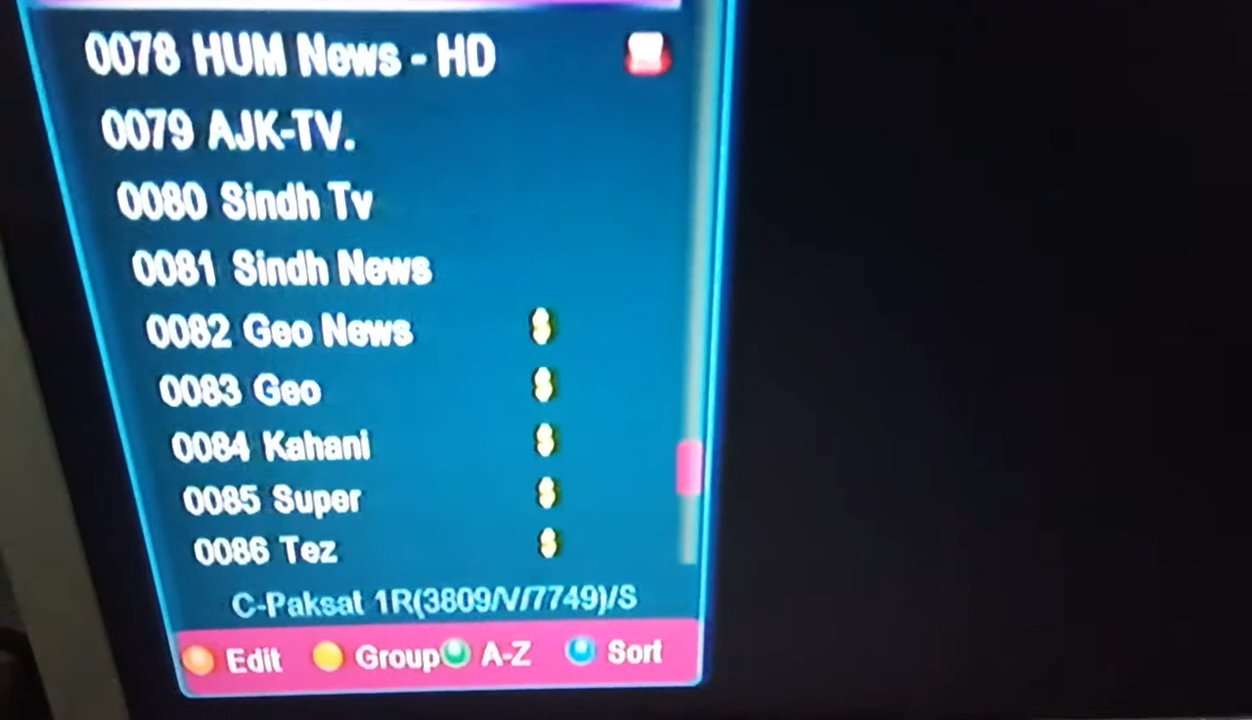 0078 HUM News - HD
0079 AJK-TV.
0080 Sindh Tv
0081 Sindh News
0082 Geo News $
0083 Geo $
0084 Kahani $
0085 Super $
0086 Tez $
C-Paksat 1R(3809/V/7749)/S
Edit Group A-Z Sort